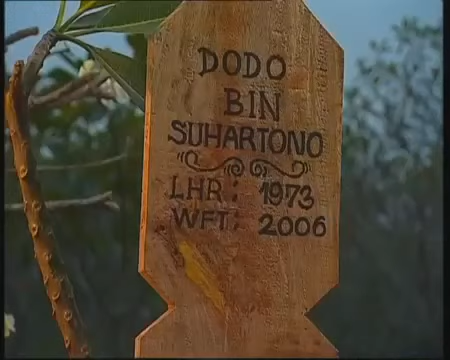 DODO
BIN
SUHARTONO
LHR: 1973
WFT: 2006